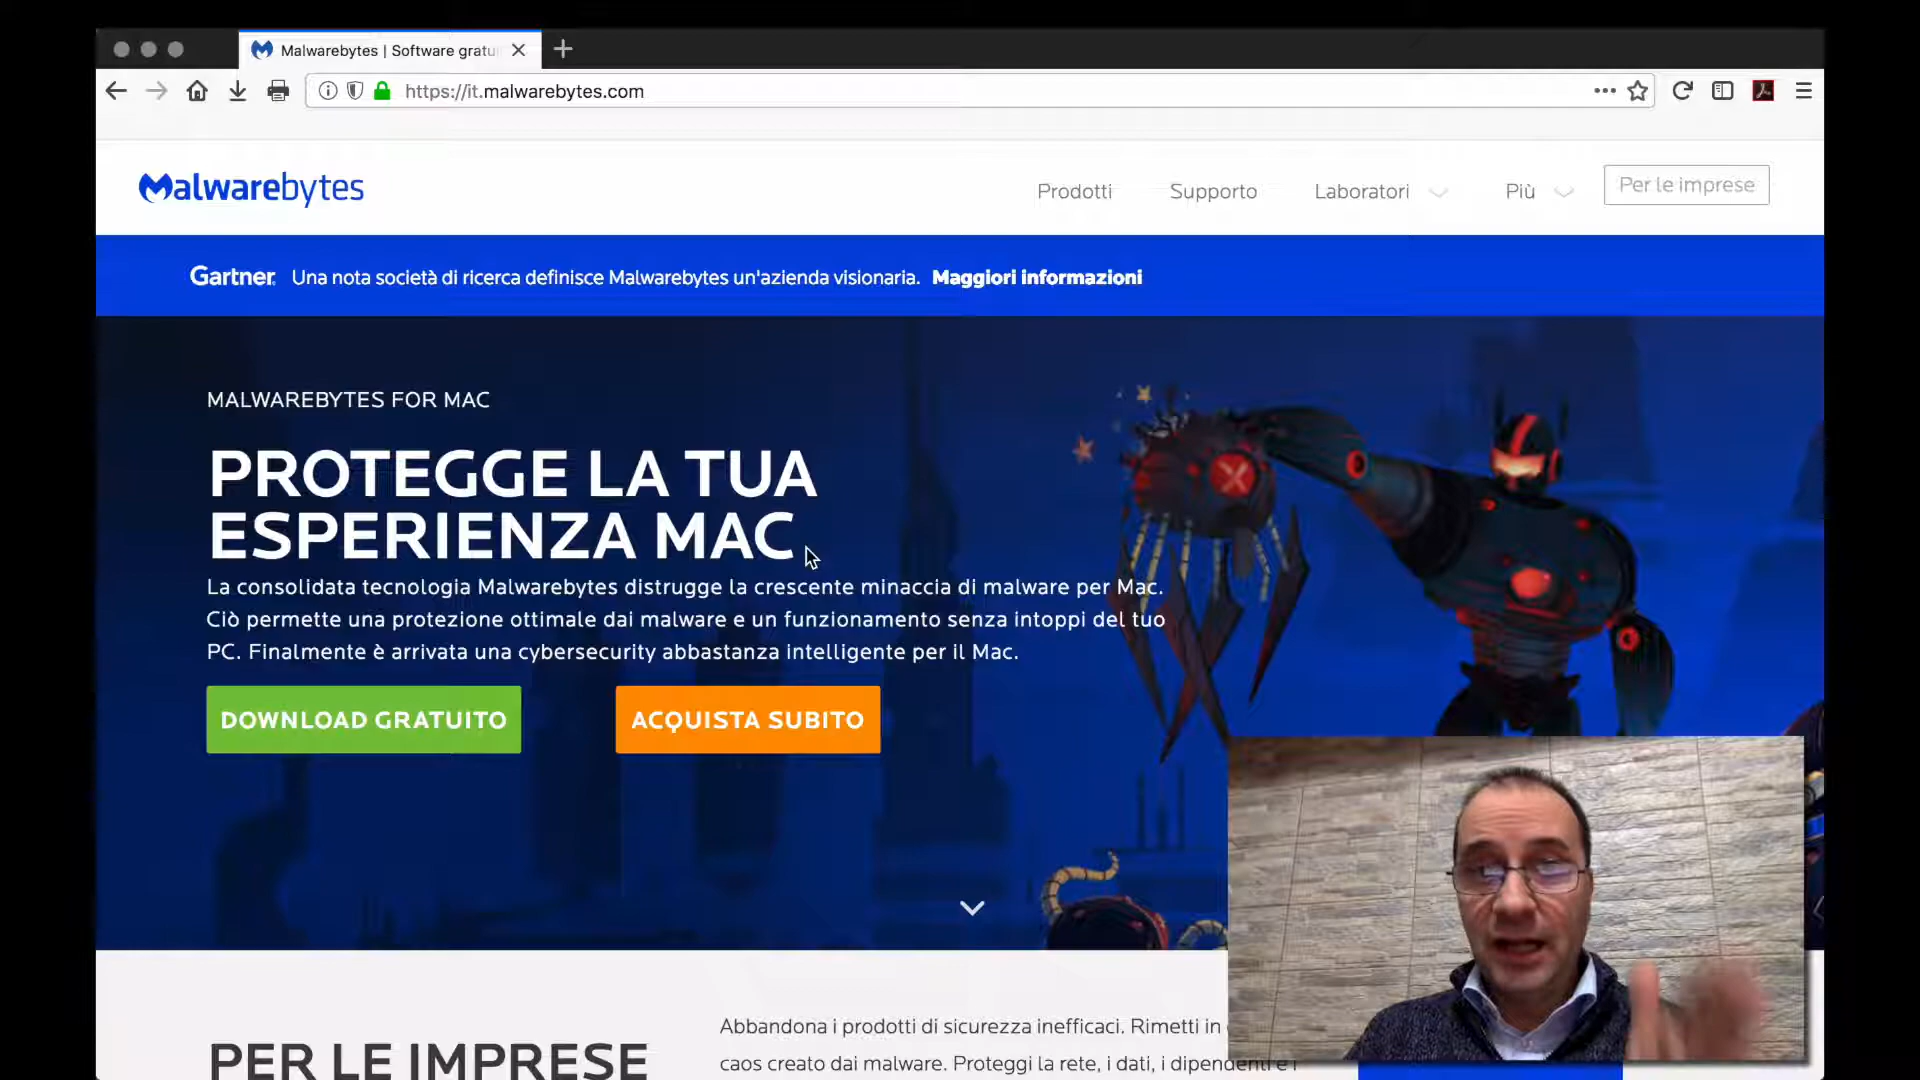 Malwarebytes | Software gratu
https://it.malwarebytes.com
Malwarebytes
Prodotti
Supporto
Laboratori
Più
Per le imprese
Gartner. Una nota società di ricerca definisce Malwarebytes un'azienda visionaria. Maggiori informazioni
MALWAREBYTES FOR MAC
PROTEGGE LA TUA
ESPERIENZA MAC
La consolidata tecnologia Malwarebytes distrugge la crescente minaccia di malware per Mac.
Ciò permette una protezione ottimale dai malware e un funzionamento senza intoppi del tuo
PC. Finalmente è arrivata una cybersecurity abbastanza intelligente per il Mac.
DOWNLOAD GRATUITO
ACQUISTA SUBITO
PER LE IMPRESE
Abbandona i prodotti di sicurezza inefficaci. Rimetti in
caos creato dai malware. Proteggi la rete, i dati, i dipendenti e i